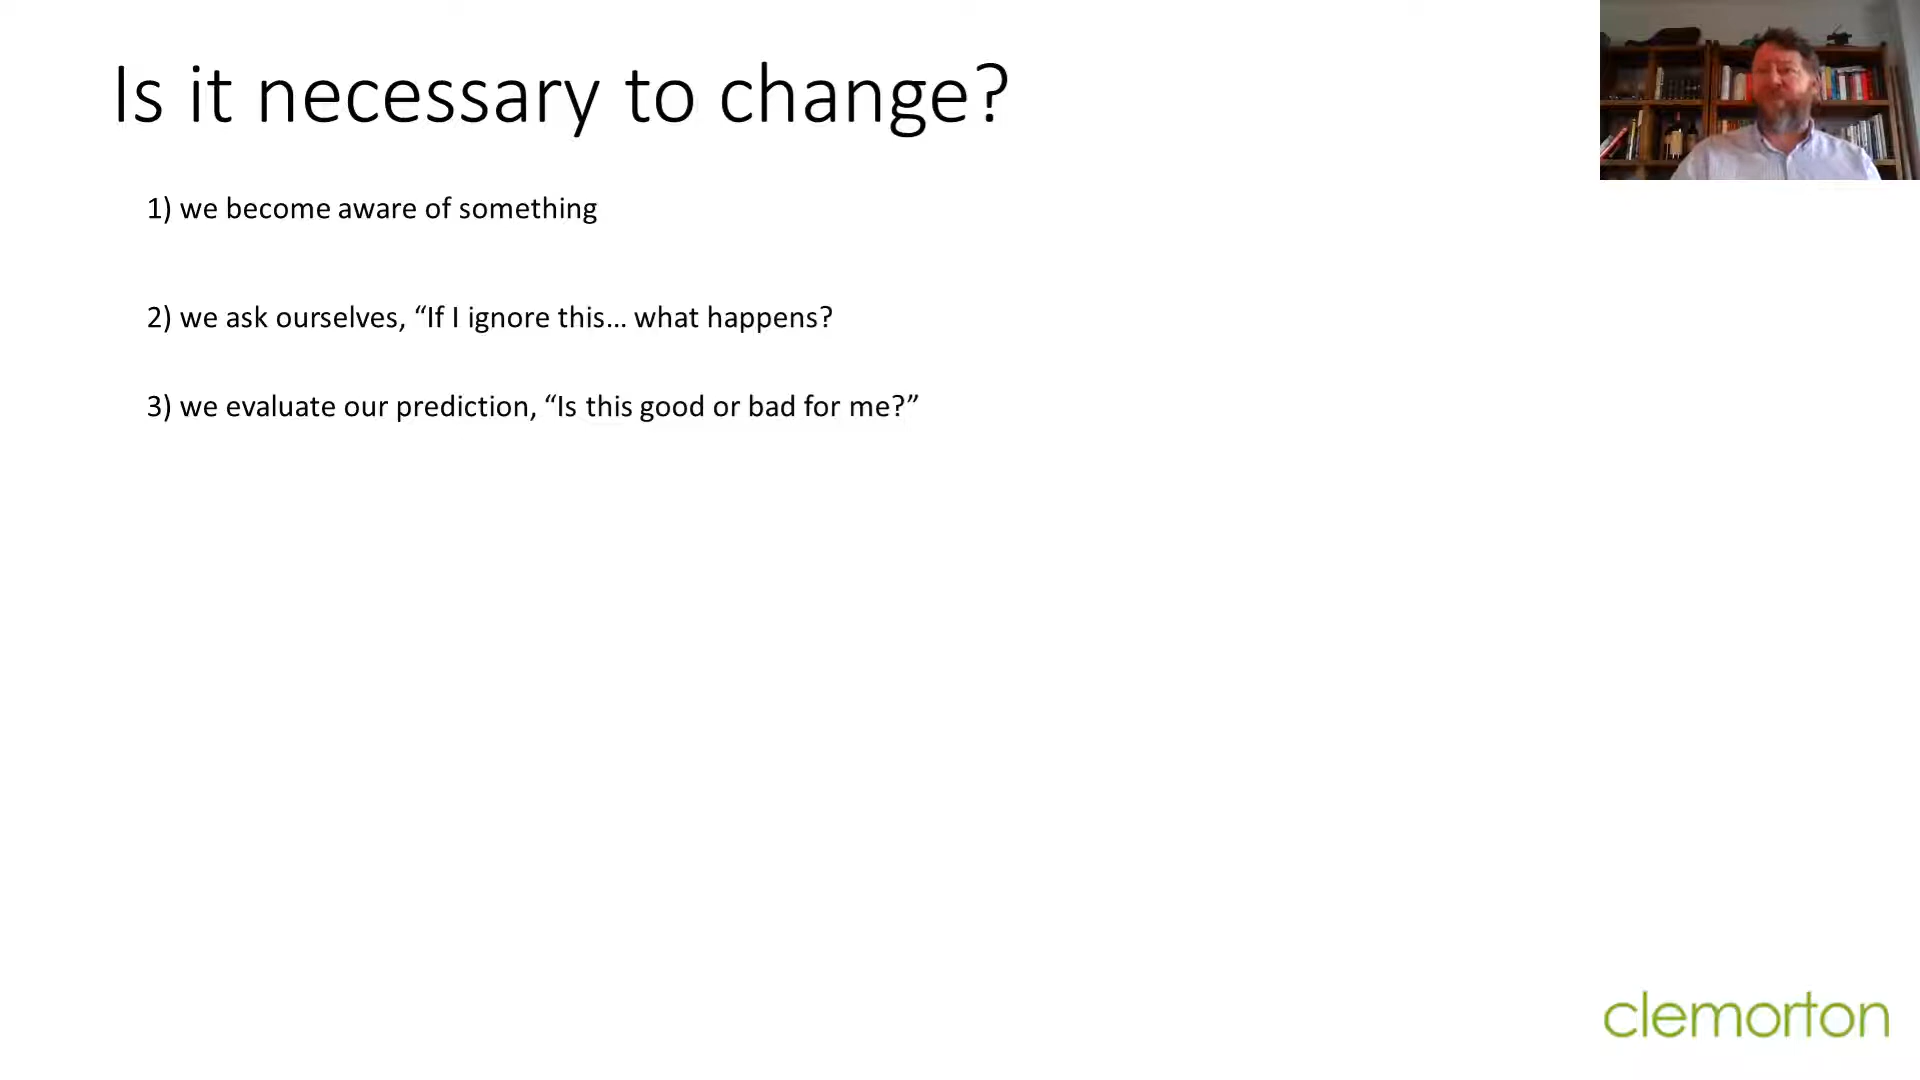 Is it necessary to change?
1) we become aware of something
2) we ask ourselves, “If I ignore this... what happens?
3) we evaluate our prediction, “Is this good or bad for me?”
clemorton